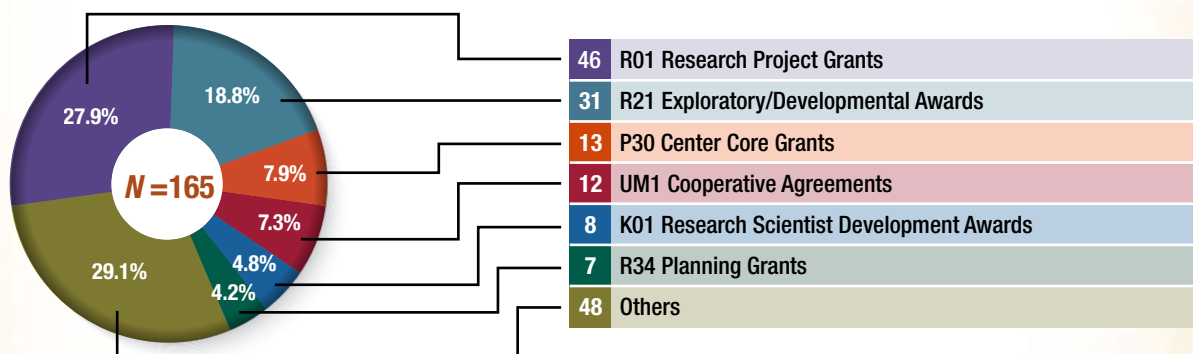 27.9%
18.8%
7.9%
7.3%
4.8%
4.2%
29.1%
N=165
46 R01 Research Project Grants
31 R21 Exploratory/Developmental Awards
13 P30 Center Core Grants
12 UM1 Cooperative Agreements
8 K01 Research Scientist Development Awards
7 R34 Planning Grants
48 Others